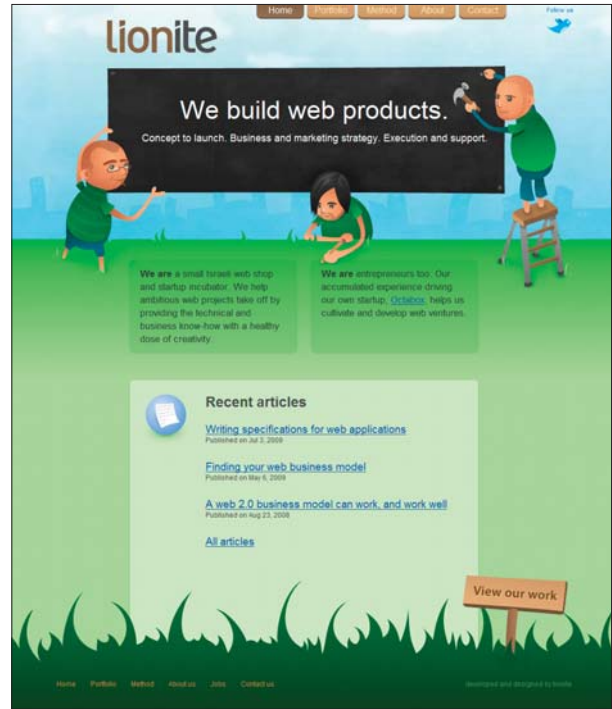 Home Portfolio Method About Contact
Follow us
lionite
We build web products.
Concept to launch. Business and marketing strategy. Execution and support.
We are a small Israeli web shop
and startup incubator. We help
ambitious web projects take off by
providing the technical and
business know-how with a healthy
dose of creativity.
We are entrepreneurs too. Our
accumulated experience driving
our own startup, Octabox, helps us
cultivate and develop web ventures.
Recent articles
Writing specifications for web applications
Published on Jul 3, 2009
Finding your web business model
Published on May 6, 2009
A web 2.0 business model can work, and work well
Published on Aug 23, 2008
All articles
View our work
Home Portfolio Method About us Jobs Contact us
developed and designed by lionite